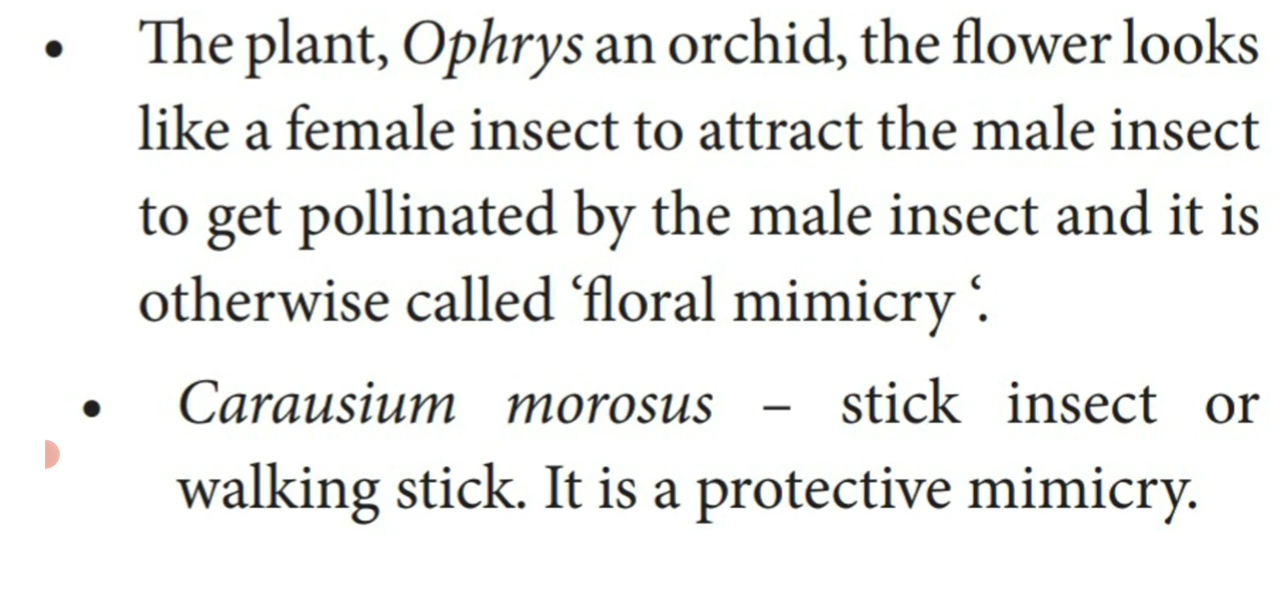 • The plant, Ophrys an orchid, the flower looks
like a female insect to attract the male insect
to get pollinated by the male insect and it is
otherwise called ‘floral mimicry ‘.
• Carausium morosus – stick insect or
walking stick. It is a protective mimicry.